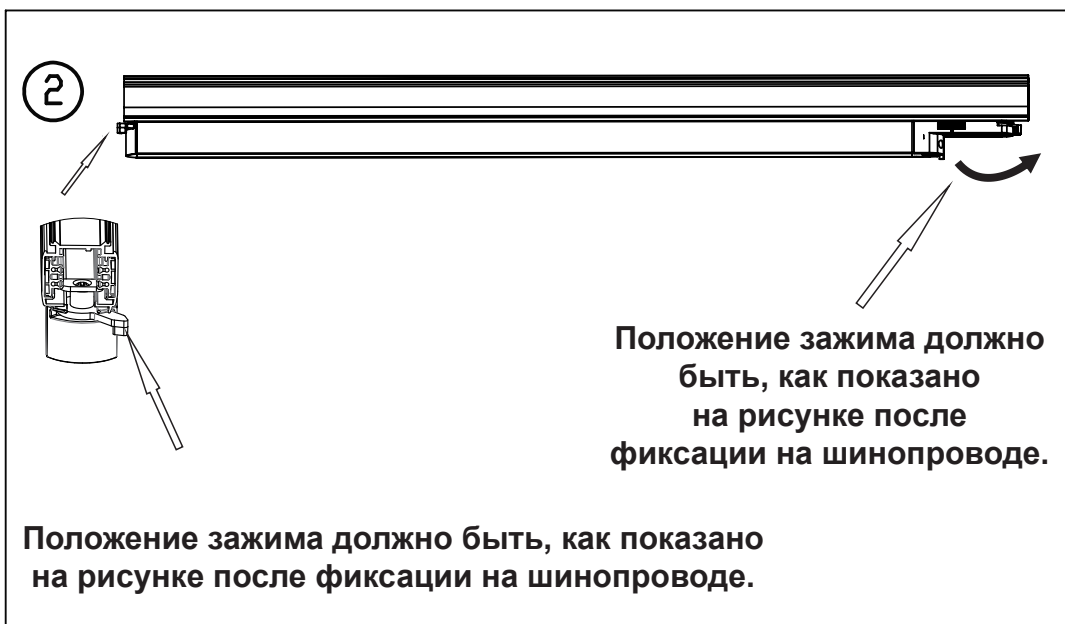 2
Положение зажима должно
быть, как показано
на рисунке после
фиксации на шинопроводе.
Положение зажима должно быть, как показано
на рисунке после фиксации на шинопроводе.